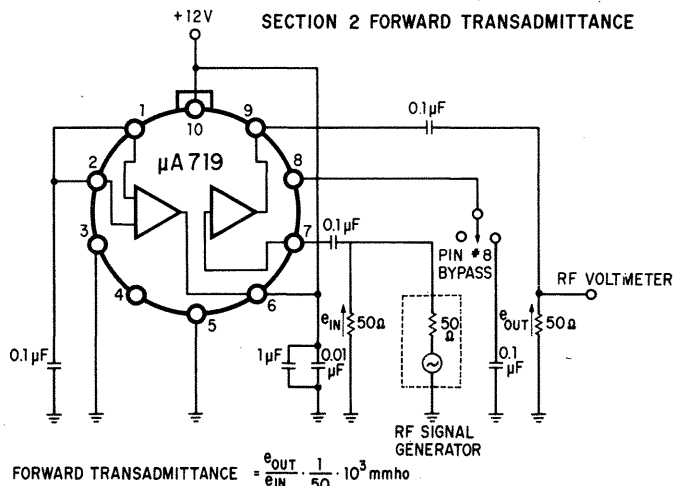 +12V
SECTION 2 FORWARD TRANSADMITTANCE
1
10
9
0.1μF
μA719
2
8
3
7
0.1μF
PIN #8
BYPASS
RF VOLTMETER
4
5
6
eIN
50Ω
50
Ω
eOUT
50Ω
0.1μF
1μF
0.01
μF
0.1
μF
RF SIGNAL
GENERATOR
FORWARD TRANSADMITTANCE = eOUT/eIN · 1/50 · 10³ mmho